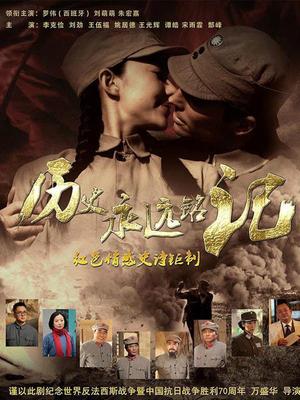 领衔主演：罗伟（西班牙） 刘萌萌 朱宏嘉
主 演：李克俭 刘劲 王伍福 姚居德 王光辉 谭皓 宋雨霏 郜峰
历史永远铭记
红色情感史诗钜制
谨以此剧纪念世界反法西斯战争暨中国抗日战争胜利70周年 万盛华 导演